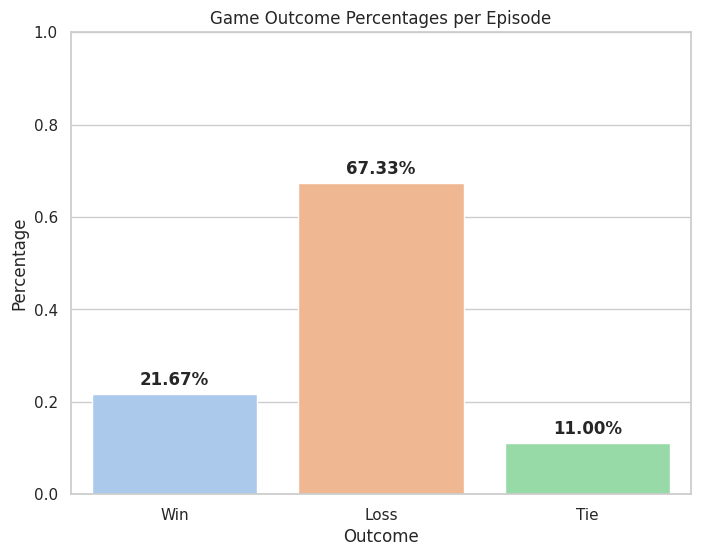 Game Outcome Percentages per Episode
1.0
0.8
67.33%
0.6
Percentage
0.4
21.67%
0.2
11.00%
0.0
Win
Loss
Tie
Outcome